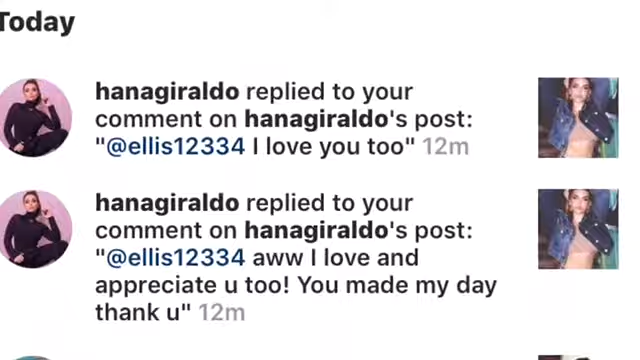 Today
hanagiraldo replied to your
comment on hanagiraldo's post:
"@ellis12334 I love you too" 12m
hanagiraldo replied to your
comment on hanagiraldo's post:
"@ellis12334 aww I love and
appreciate u too! You made my day
thank u" 12m